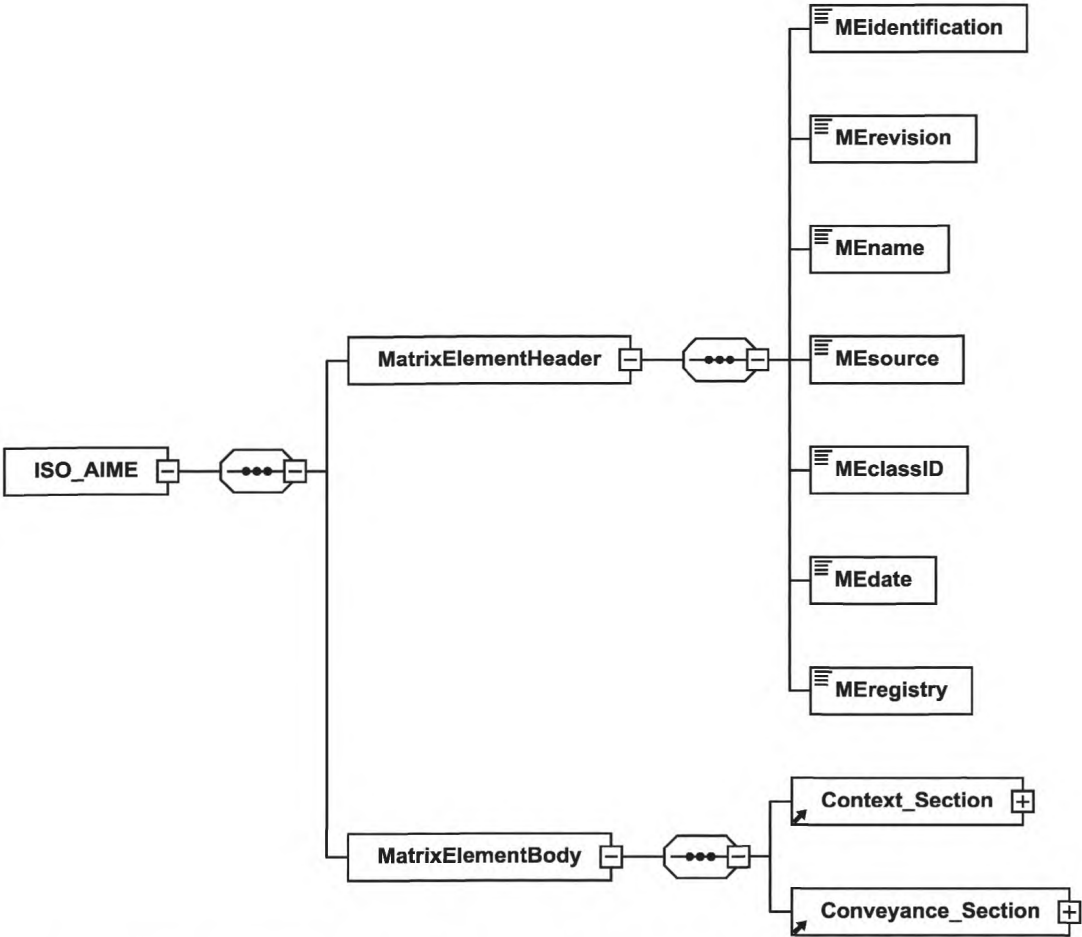 MEidentification
MErevision
MEname
MatrixElementHeader
MEsource
ISO_AIME
MEclassID
MEdate
MEregistry
Context_Section
MatrixElementBody
Conveyance_Section